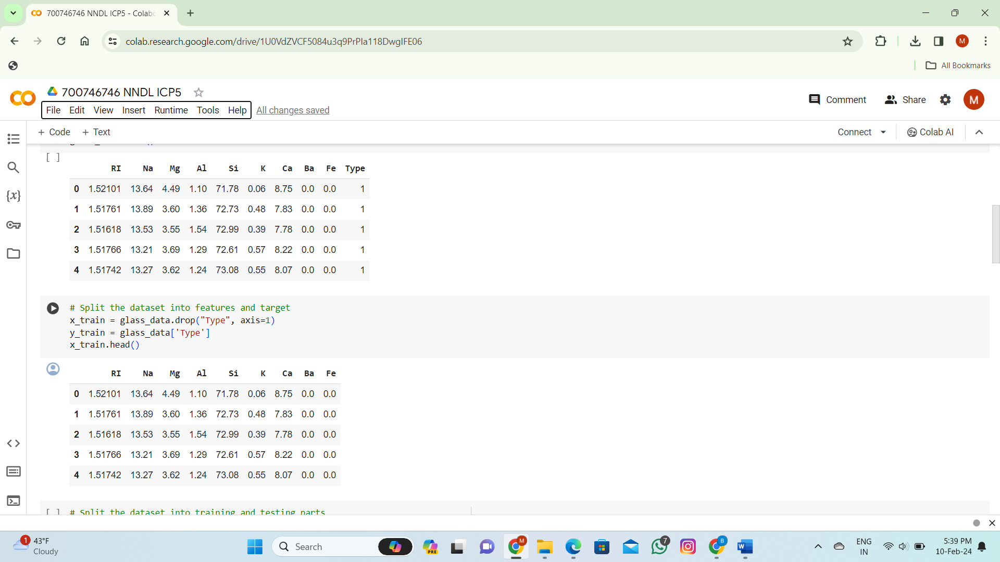 700746746 NNDL ICP5 - Colab
colab.research.google.com/drive/1U0VdZVCF5084u3q9PrPIa118DwgIFE06
M
All Bookmarks
700746746 NNDL ICP5
File Edit View Insert Runtime Tools Help All changes saved
Comment Share M
+ Code + Text
Connect Colab AI
[ ]
RI Na Mg Al Si K Ca Ba Fe Type
0 1.52101 13.64 4.49 1.10 71.78 0.06 8.75 0.0 0.0 1
1 1.51761 13.89 3.60 1.36 72.73 0.48 7.83 0.0 0.0 1
2 1.51618 13.53 3.55 1.54 72.99 0.39 7.78 0.0 0.0 1
3 1.51766 13.21 3.69 1.29 72.61 0.57 8.22 0.0 0.0 1
4 1.51742 13.27 3.62 1.24 73.08 0.55 8.07 0.0 0.0 1
# Split the dataset into features and target
x_train = glass_data.drop("Type", axis=1)
y_train = glass_data['Type']
x_train.head()
RI Na Mg Al Si K Ca Ba Fe
0 1.52101 13.64 4.49 1.10 71.78 0.06 8.75 0.0 0.0
1 1.51761 13.89 3.60 1.36 72.73 0.48 7.83 0.0 0.0
2 1.51618 13.53 3.55 1.54 72.99 0.39 7.78 0.0 0.0
3 1.51766 13.21 3.69 1.29 72.61 0.57 8.22 0.0 0.0
4 1.51742 13.27 3.62 1.24 73.08 0.55 8.07 0.0 0.0
[ ] # Split the dataset into training and testing parts
1 43°F
Cloudy
Search
PRE
M
7
B
W
ENG
IN
5:39 PM
10-Feb-24